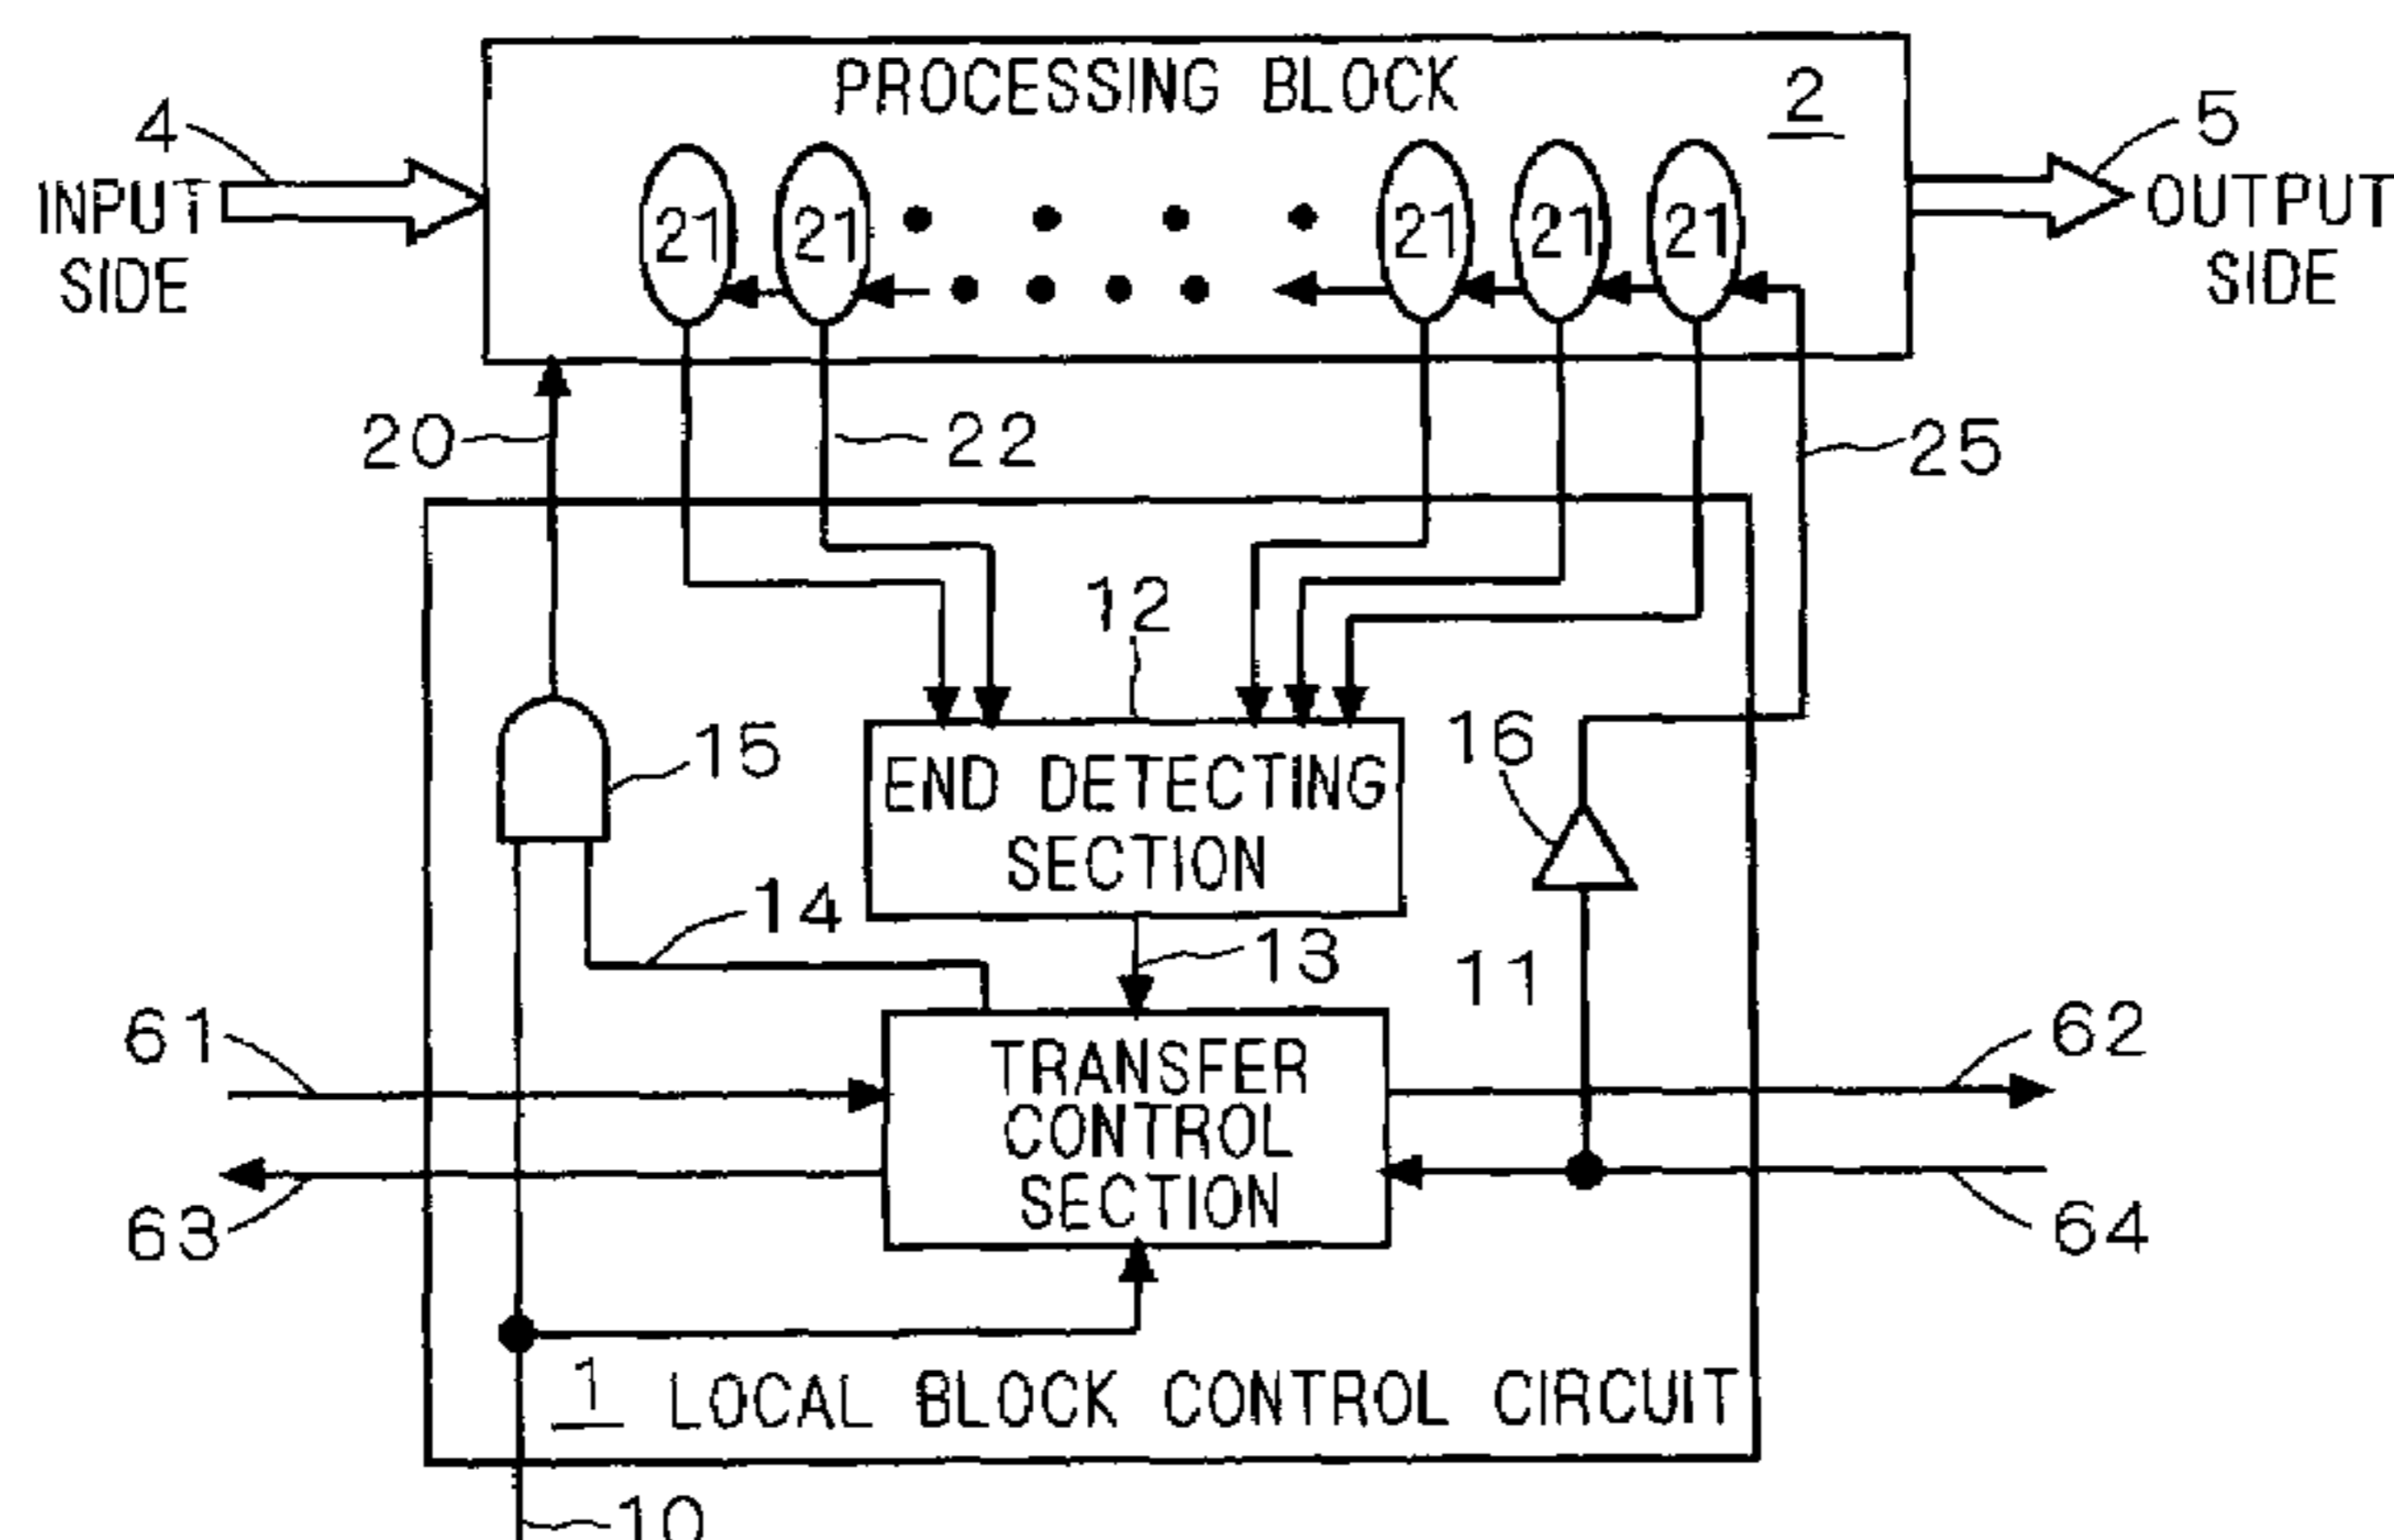 PROCESSING BLOCK 2
4
5
INPUT SIDE
OUTPUT SIDE
21 21 21 21 21
20
22
25
12
15
16
END DETECTING SECTION
14
13
11
61
62
TRANSFER CONTROL SECTION
63
64
1 LOCAL BLOCK CONTROL CIRCUIT
10